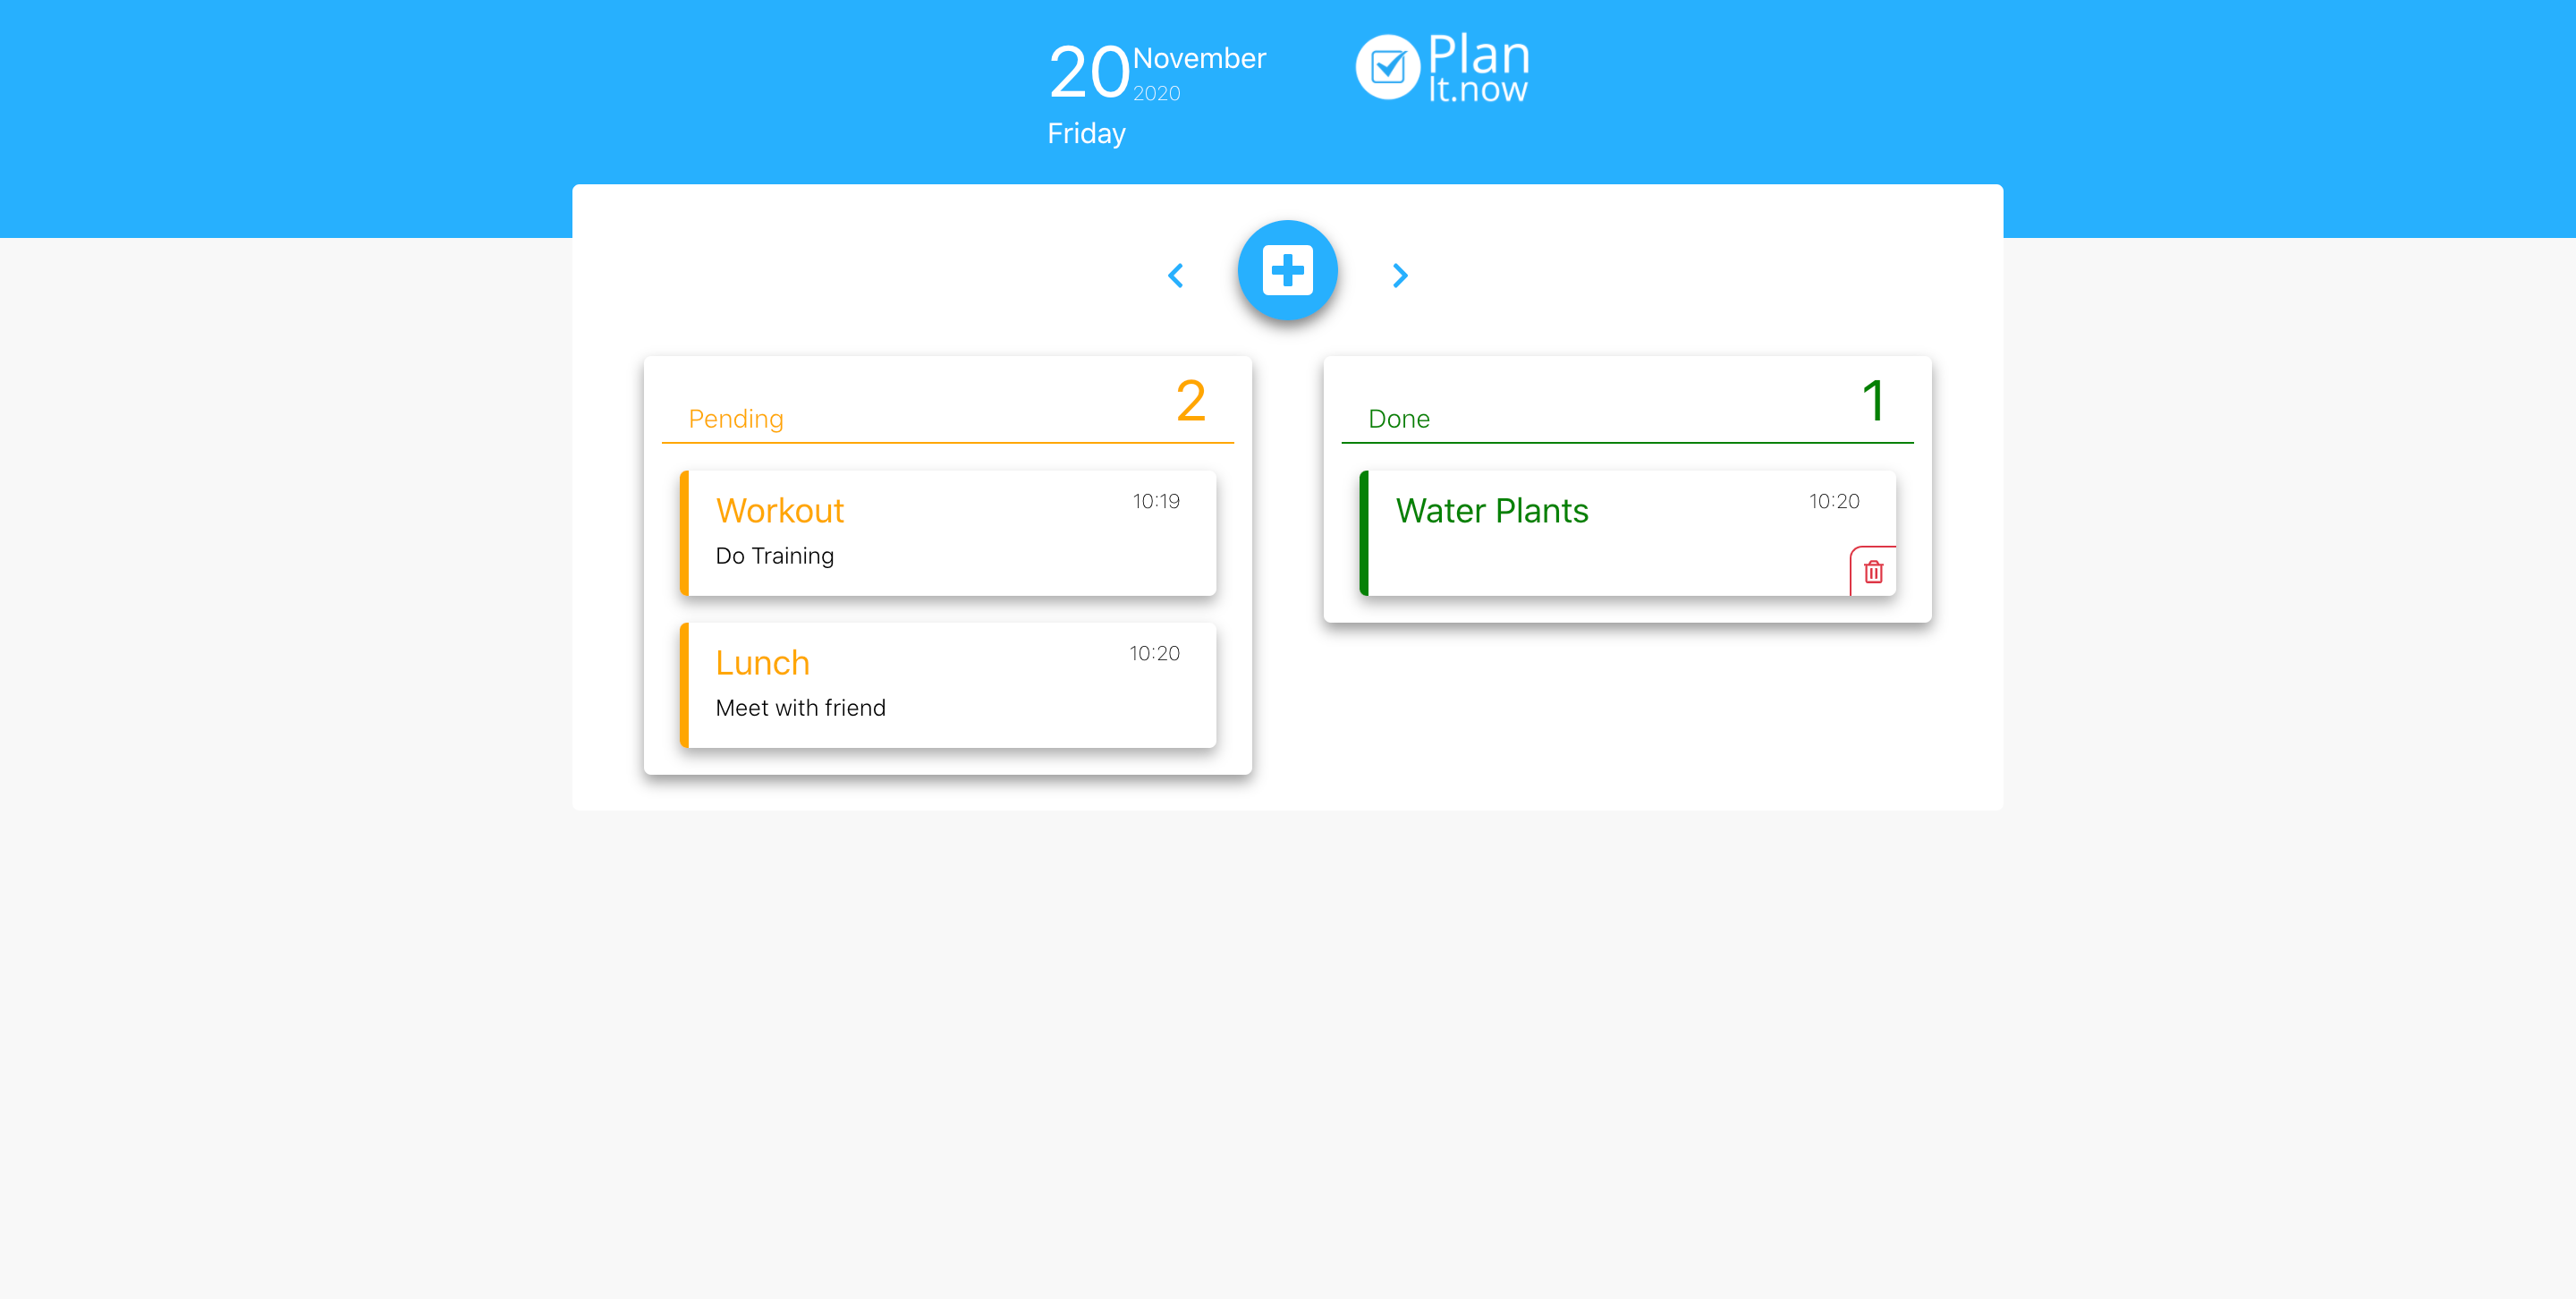 20 November
2020
Friday
Plan
It.now
Pending 2
Workout 10:19
Do Training
Lunch 10:20
Meet with friend
Done 1
Water Plants 10:20